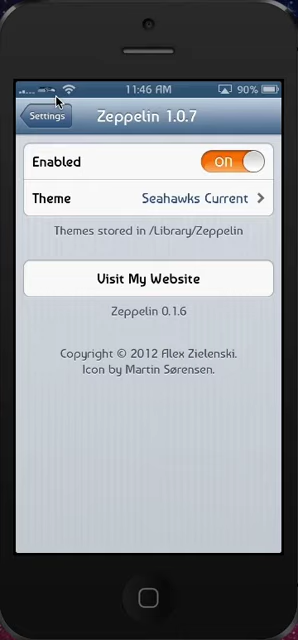 11:46 AM 90%
Settings Zeppelin 1.0.7
Enabled ON
Theme Seahawks Current
Themes stored in /Library/Zeppelin
Visit My Website
Zeppelin 0.1.6
Copyright © 2012 Alex Zielenski.
Icon by Martin Sørensen.